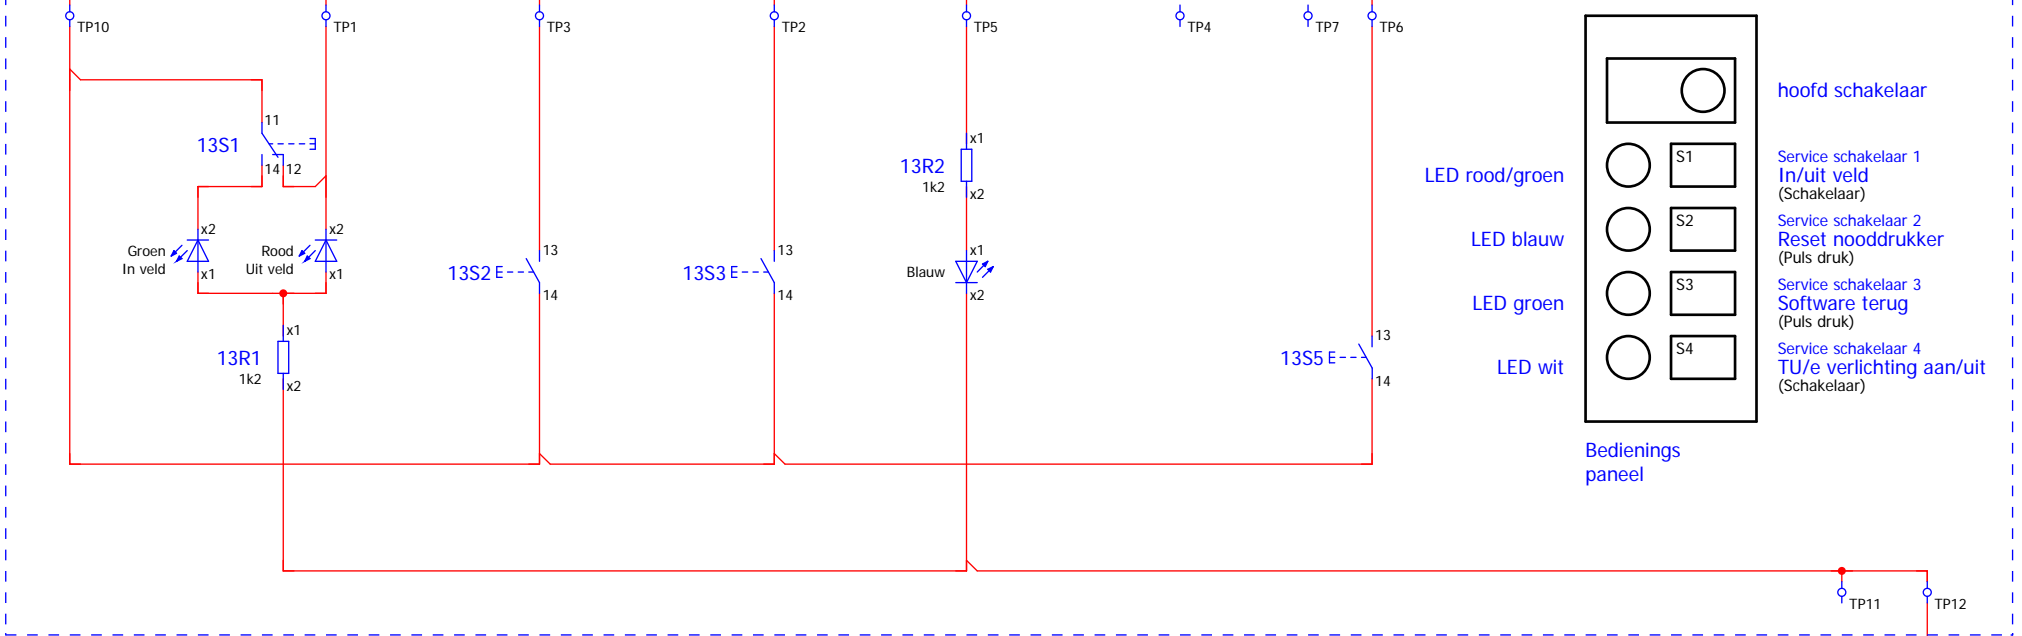 TP10
TP1
TP3
TP2
TP5
TP4
TP7
TP6
11
13S1
14
12
x2
Groen
In veld
x1
x2
Rood
Uit veld
x1
x1
13R1
1k2
x2
13
13S2 E
14
13
13S3 E
14
x1
13R2
1k2
x2
x1
Blauw
x2
13
13S5 E
14
hoofd schakelaar
LED rood/groen
S1
Service schakelaar 1
In/uit veld
(Schakelaar)
LED blauw
S2
Service schakelaar 2
Reset nooddrukker
(Puls druk)
LED groen
S3
Service schakelaar 3
Software terug
(Puls druk)
LED wit
S4
Service schakelaar 4
TU/e verlichting aan/uit
(Schakelaar)
Bedienings
paneel
TP11
TP12